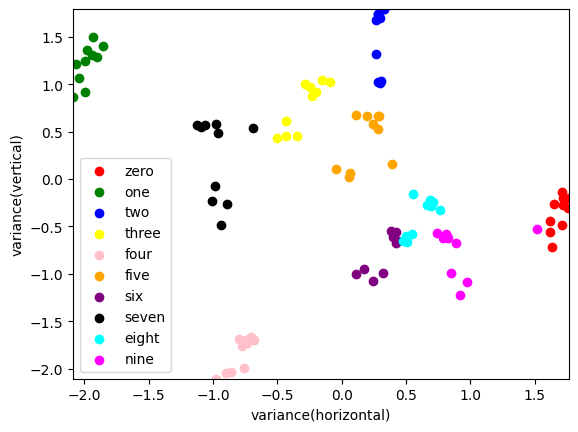 variance(vertical)
1.5
1.0
0.5
0.0
−0.5
−1.0
−1.5
−2.0
zero
one
two
three
four
five
six
seven
eight
nine
−2.0 −1.5 −1.0 −0.5 0.0 0.5 1.0 1.5
variance(horizontal)